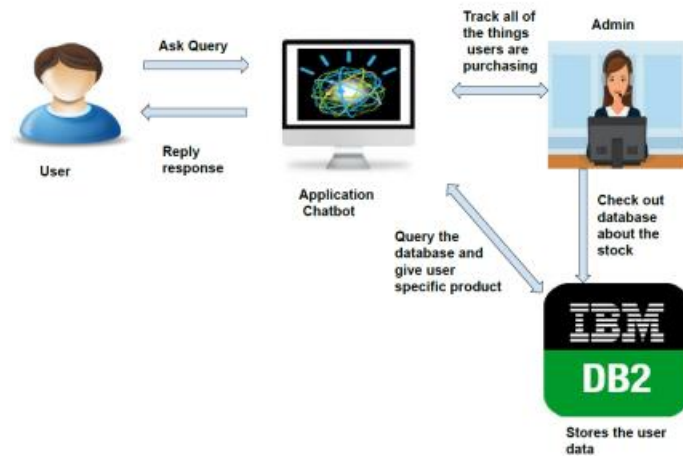 Ask Query
Reply
response
User
Application
Chatbot
Track all of
the things
users are
purchasing
Admin
Check out
database
about the
stock
Query the
database and
give user
specific product
IBM
DB2
Stores the user
data